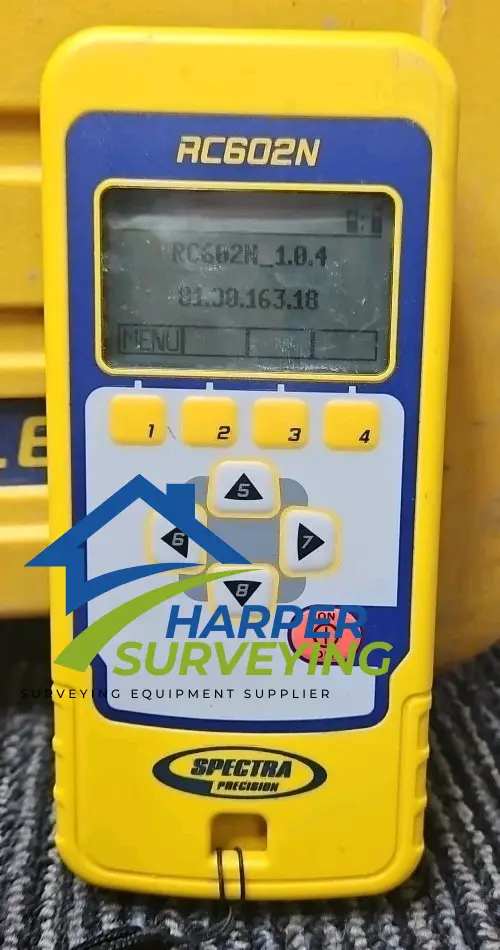 RC602N
RC602N_1.0.4
01.00.163.18
MENU
1 2 3 4
5
6 7
8
ON
HARPER
SURVEYING
SURVEYING EQUIPMENT SUPPLIER
SPECTRA
PRECISION